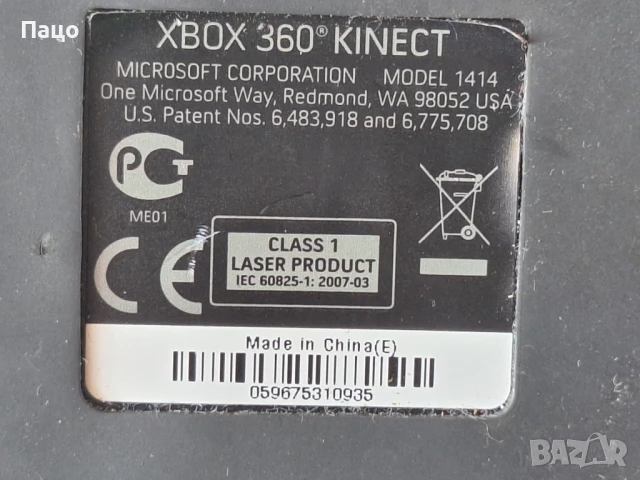 Пацо
XBOX 360® KINECT
MICROSOFT CORPORATION MODEL 1414
One Microsoft Way, Redmond, WA 98052 USA
U.S. Patent Nos. 6,483,918 and 6,775,708
РСТ
ME01
CE
CLASS 1
LASER PRODUCT
IEC 60825-1: 2007-03
Made in China(E)
059675310935
BAZAR